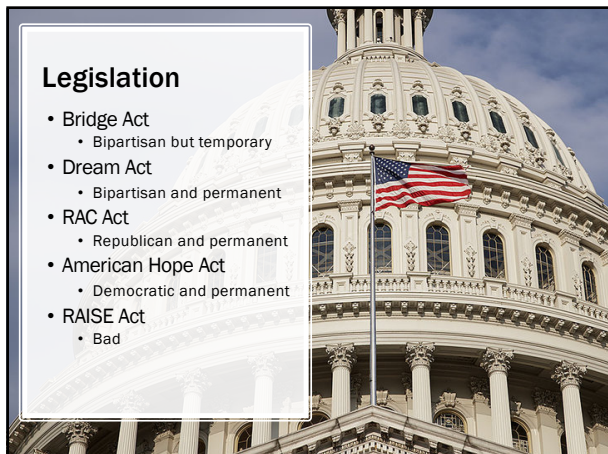 Legislation
• Bridge Act
• Bipartisan but temporary
• Dream Act
• Bipartisan and permanent
• RAC Act
• Republican and permanent
• American Hope Act
• Democratic and permanent
• RAISE Act
• Bad